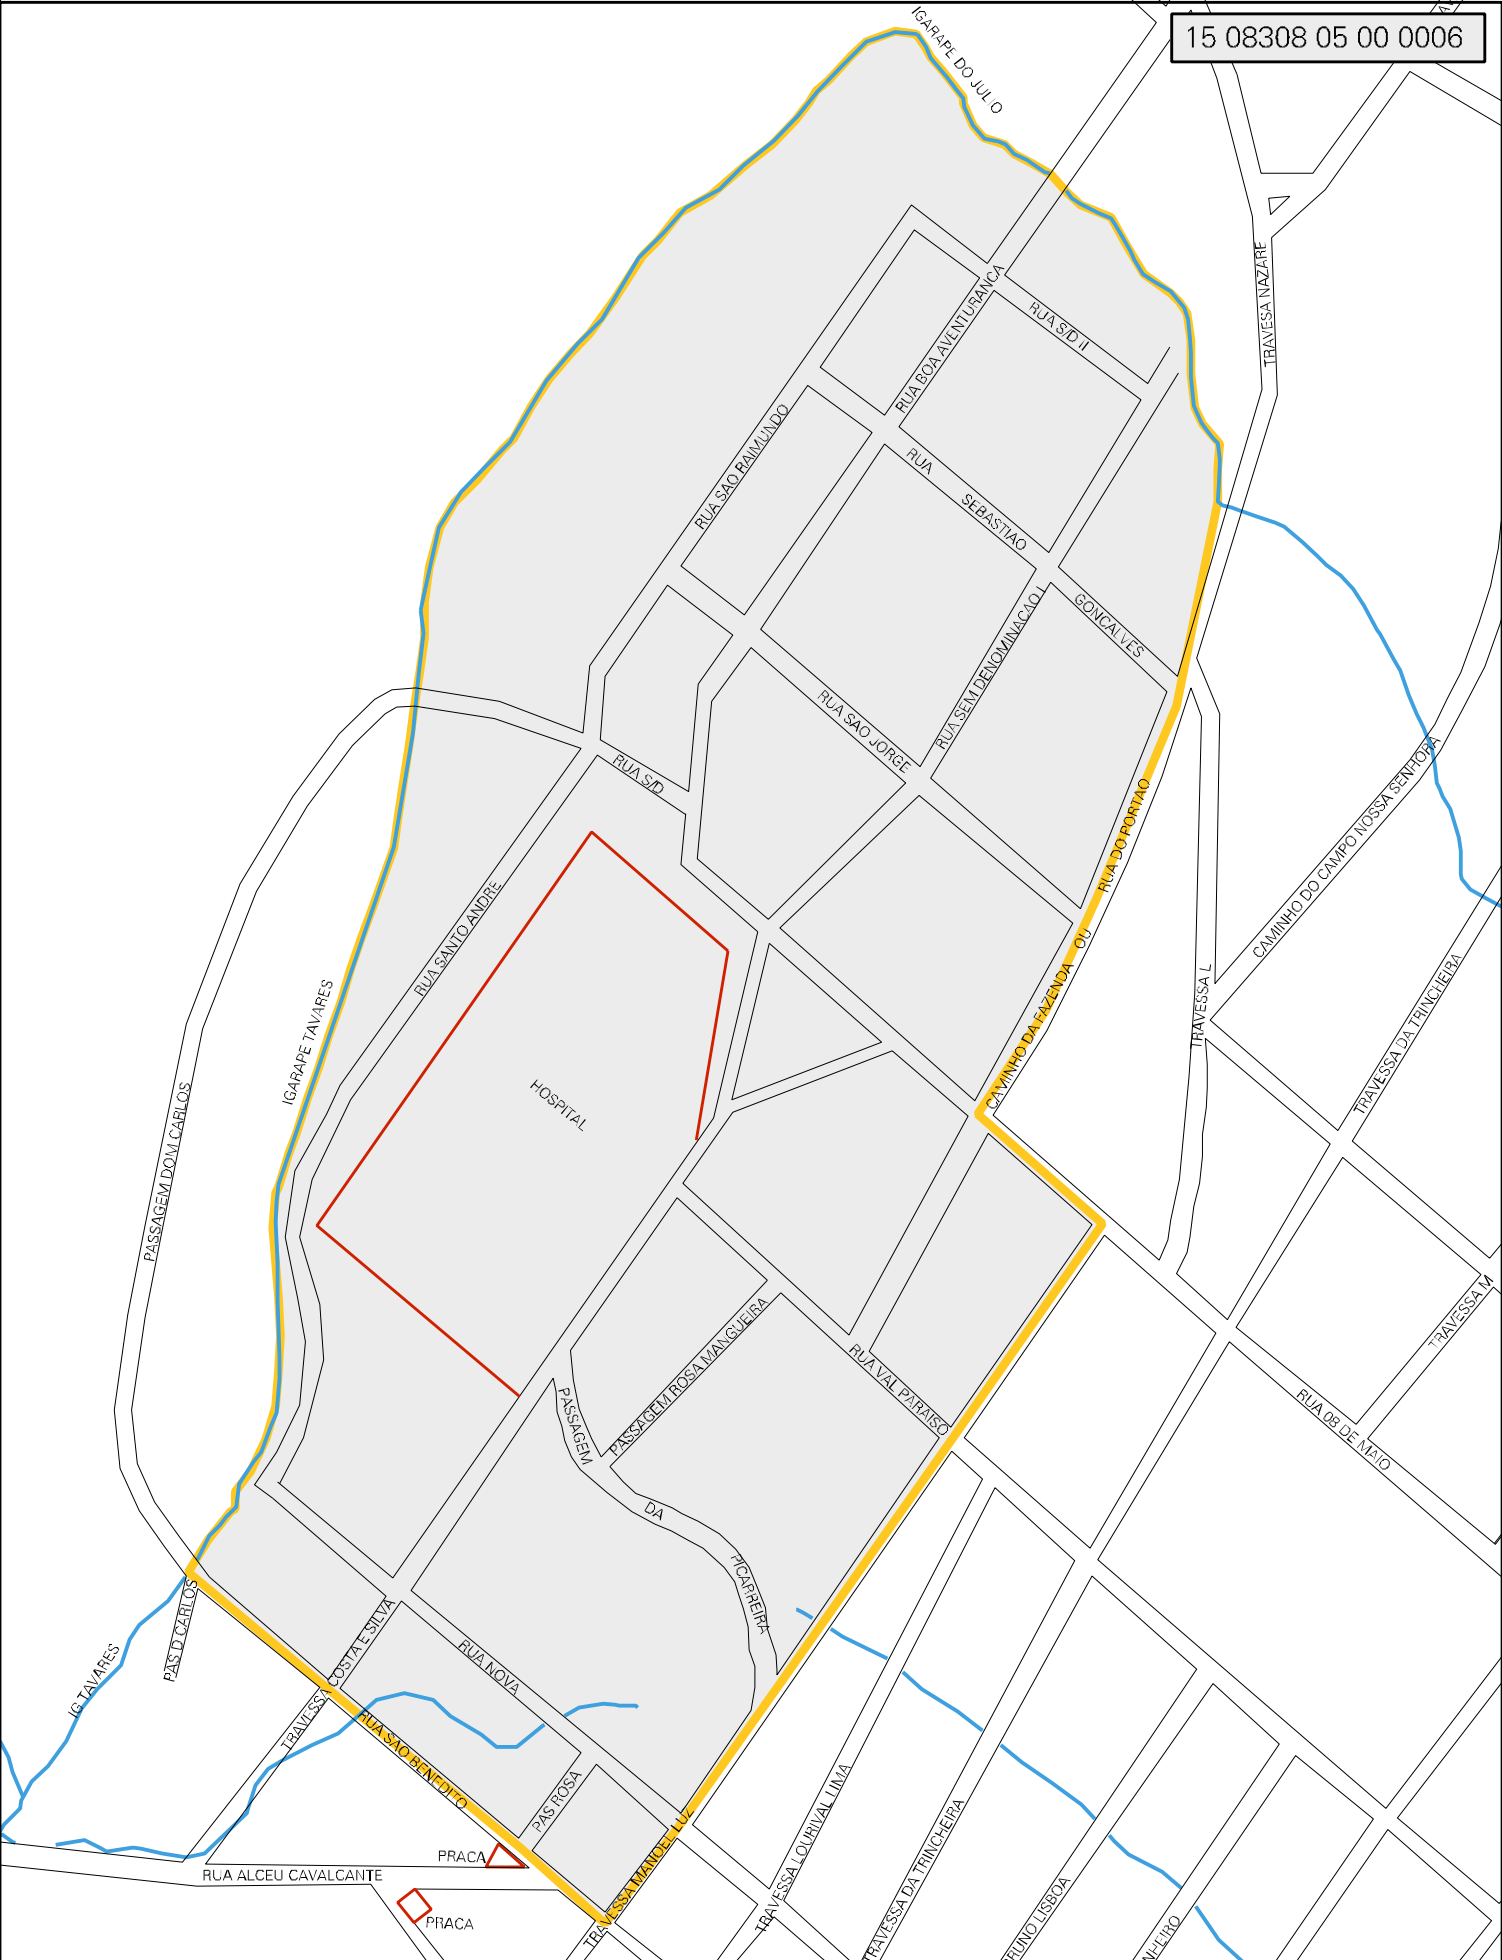 IGARAPE DO JULIO
15 08308 05 00 0006
TRAVESA NAZARE
RUA BOA AVENTURANCA
RUA S/D II
RUA SAO RAIMUNDO
RUA SEBASTIAO GONCALVES
RUA SEM DENOMINACAO I
RUA SAO JORGE
RUA S/D
CAMINHO DO CAMPO NOSSA SENHORA
CAMINHO DA FAZENDA OU RUA DO PORTAO
RUA SANTO ANDRE
TRAVESSA L
TRAVESSA DA TRINCHEIRA
IGARAPE TAVARES
PASSAGEM DOM CARLOS
HOSPITAL
TRAVESSA M
PASSAGEM ROSA MANGUEIRA
RUA VAL PARAISO
RUA 08 DE MAIO
PASSAGEM DA PICARREIRA
PAS D CARLOS
IG TAVARES
TRAVESSA COSTA E SILVA
RUA NOVA
RUA SAO BENEDITO
PAS ROSA
TRAVESSA MANOEL LUZ
TRAVESSA LOURIVAL LIMA
TRAVESSA DA TRINCHEIRA
PRACA
RUA ALCEU CAVALCANTE
PRACA
RUNO LISBOA
NHEIRO